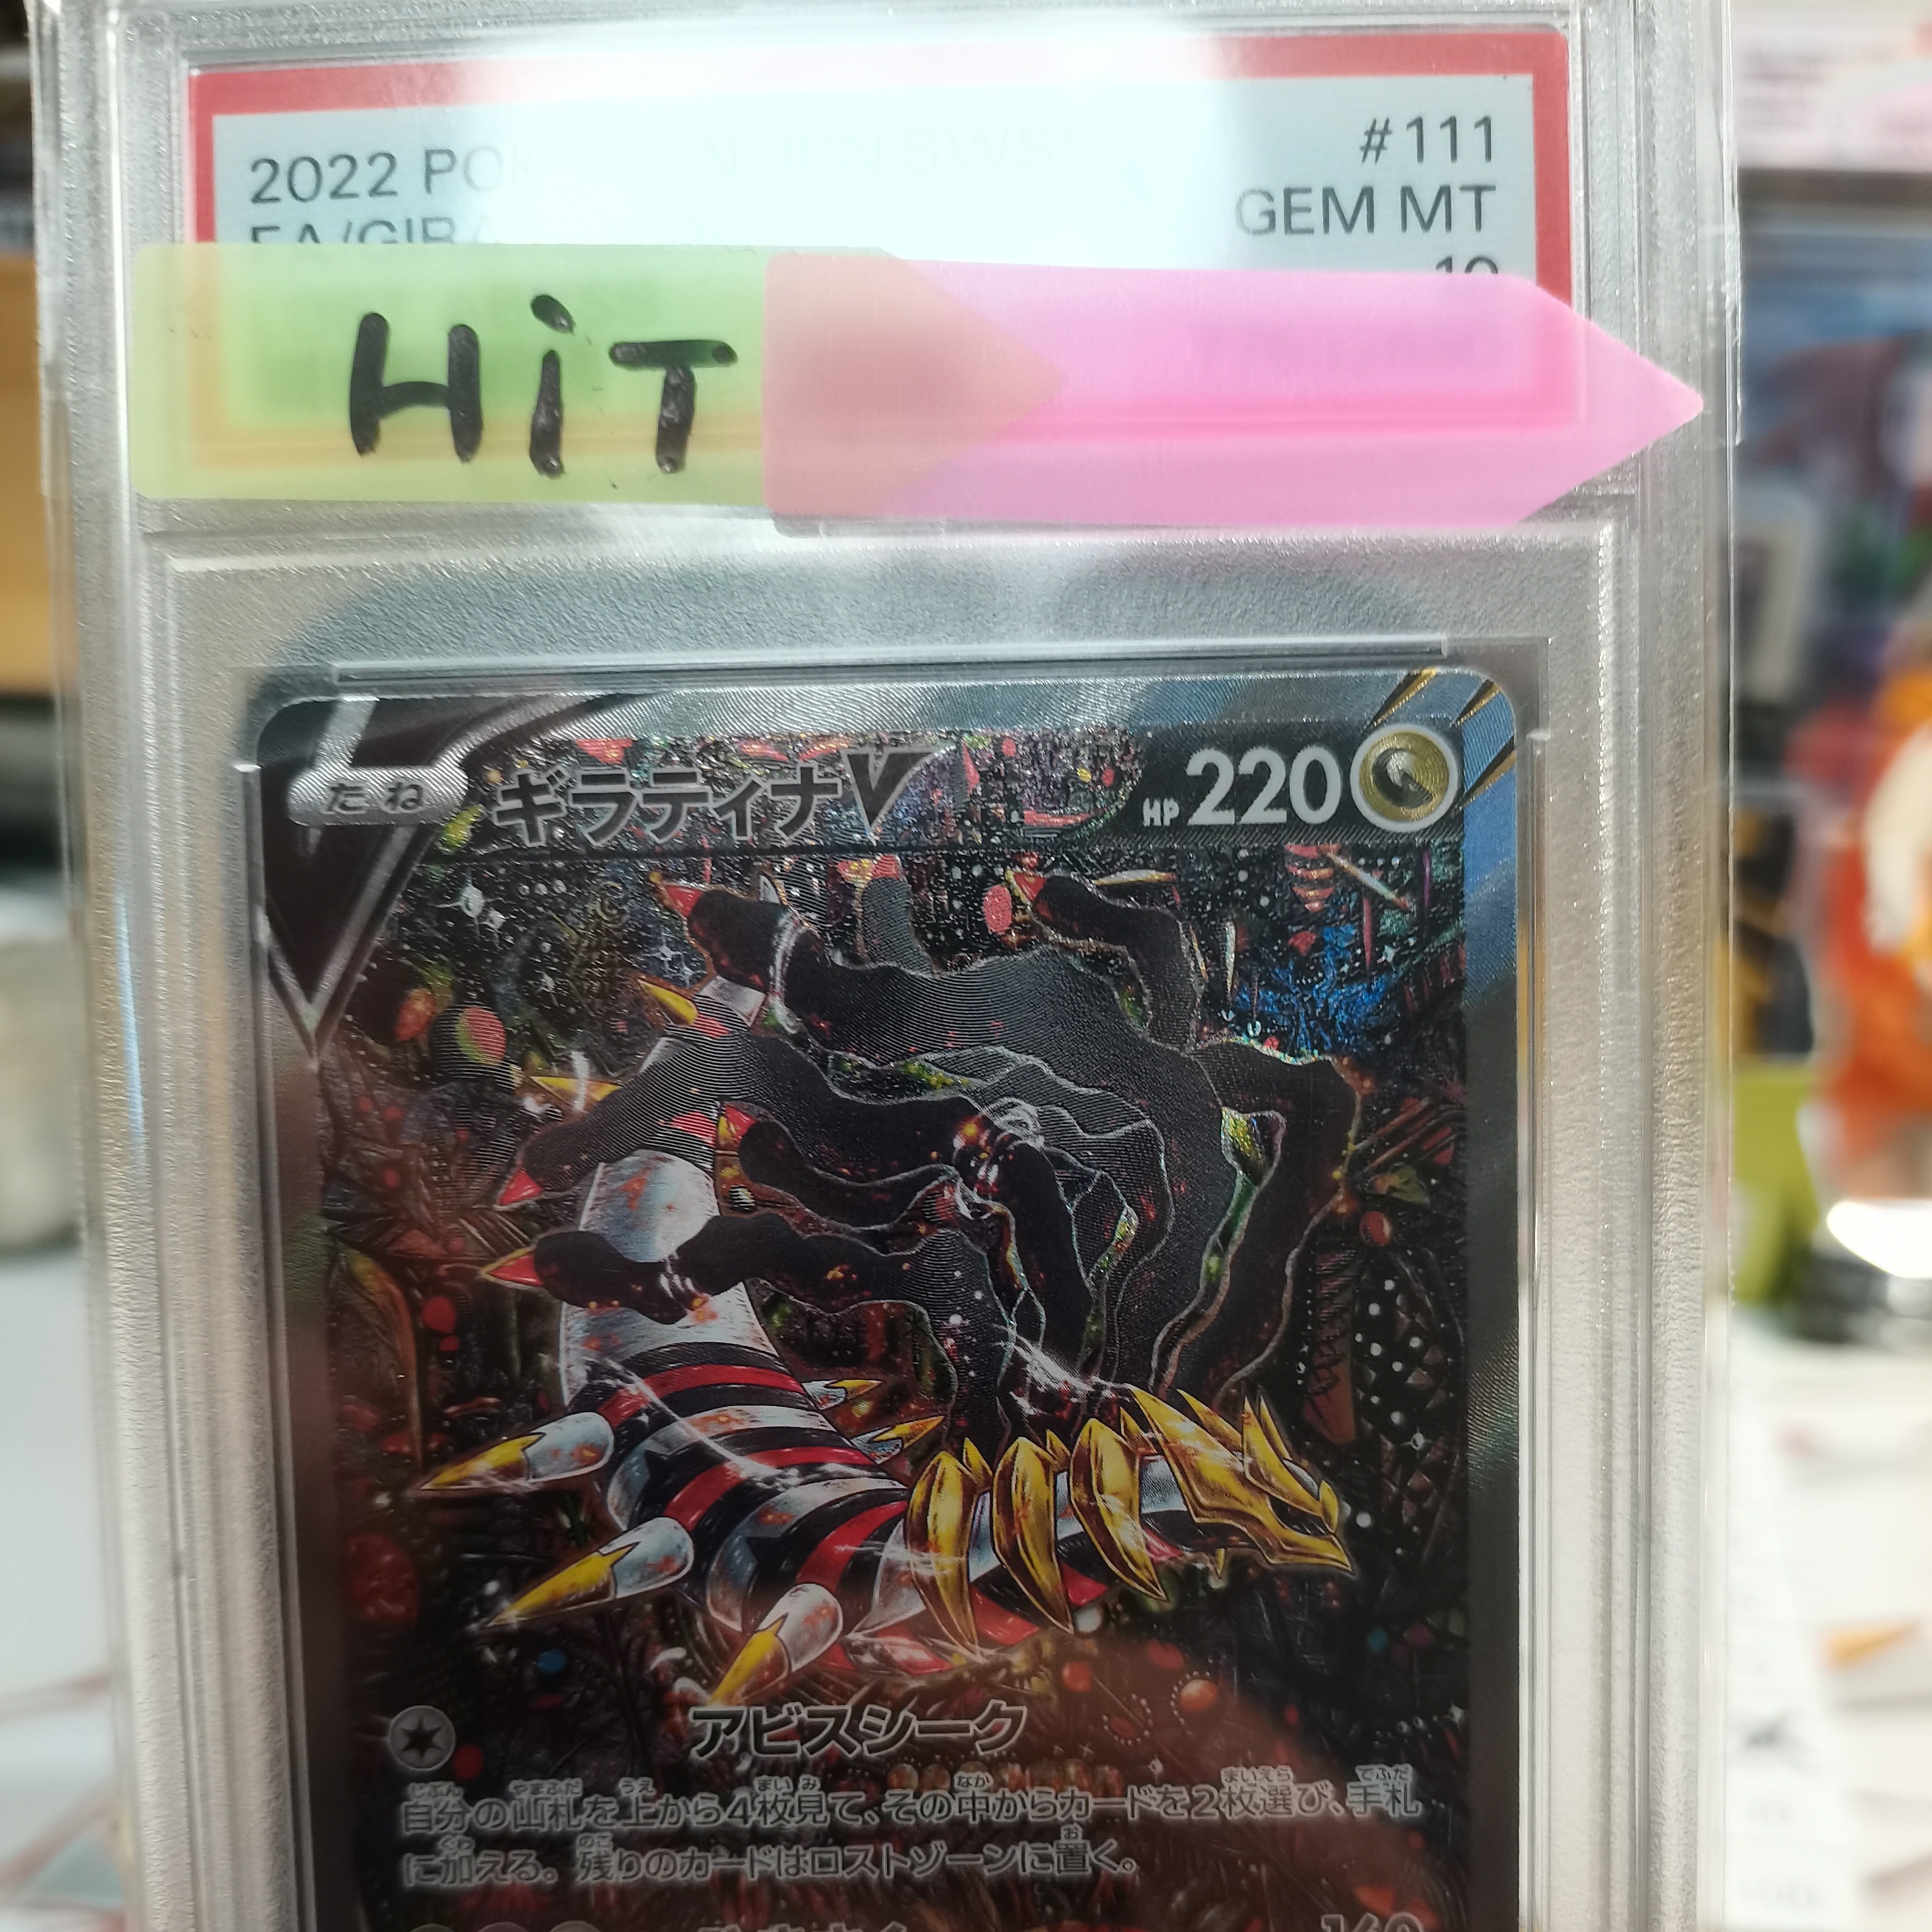 2022 PO
#111
GEM MT
10
HiT
たね ギラティナV HP 220
アビスシーク
自分の山札を上から4枚見て、その中からカードを2枚選び、手札
に加える。残りのカードはロストゾーンに置く。
160